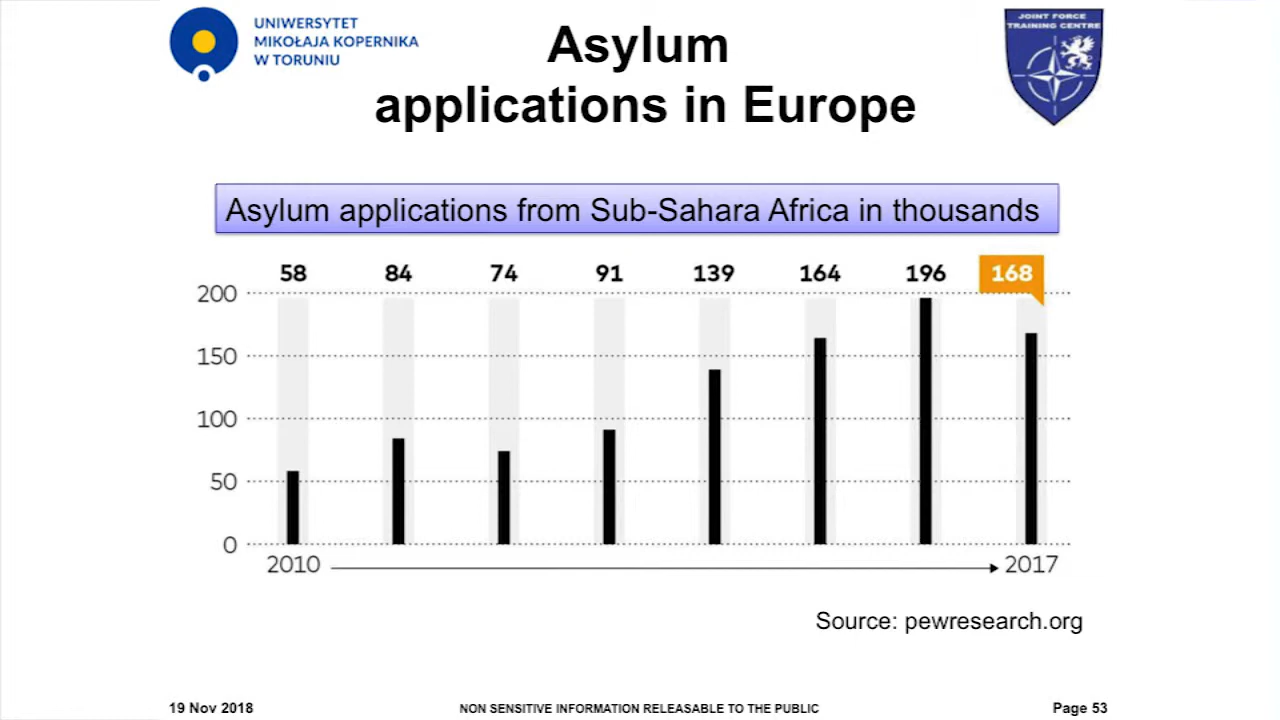 UNIWERSYTET
MIKOŁAJA KOPERNIKA
W TORUNIU
Asylum
applications in Europe
JOINT FORCE
TRAINING CENTRE
Asylum applications from Sub-Sahara Africa in thousands
58 84 74 91 139 164 196 168
200
150
100
50
0
2010 2017
Source: pewresearch.org
19 Nov 2018 NON SENSITIVE INFORMATION RELEASABLE TO THE PUBLIC Page 53